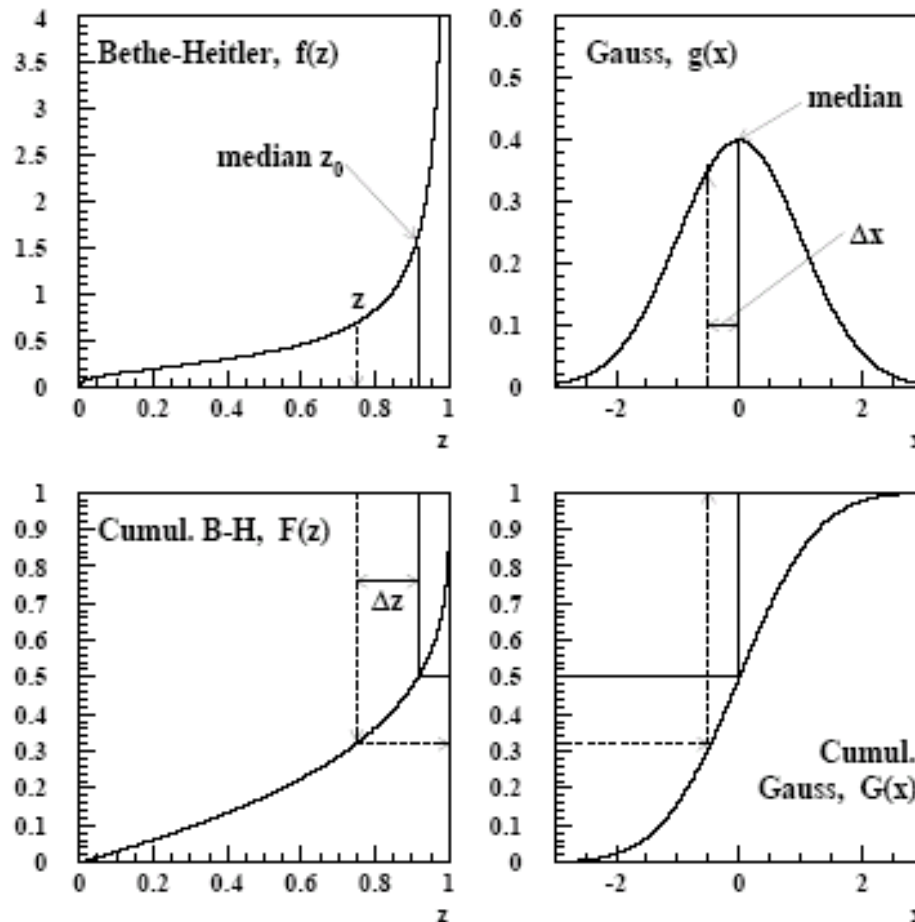 Bethe-Heitler, f(z)
median z₀
z
4
3.5
3
2.5
2
1.5
1
0.5
0
0 0.2 0.4 0.6 0.8 1
z
Gauss, g(x)
median
Δx
0.6
0.5
0.4
0.3
0.2
0.1
0
-2 0 2
x
Cumul. B-H, F(z)
Δz
1
0.9
0.8
0.7
0.6
0.5
0.4
0.3
0.2
0.1
0
0 0.2 0.4 0.6 0.8 1
z
1
0.9
0.8
0.7
0.6
0.5
0.4
0.3
0.2
0.1
0
Cumul.
Gauss, G(x)
-2 0 2
x